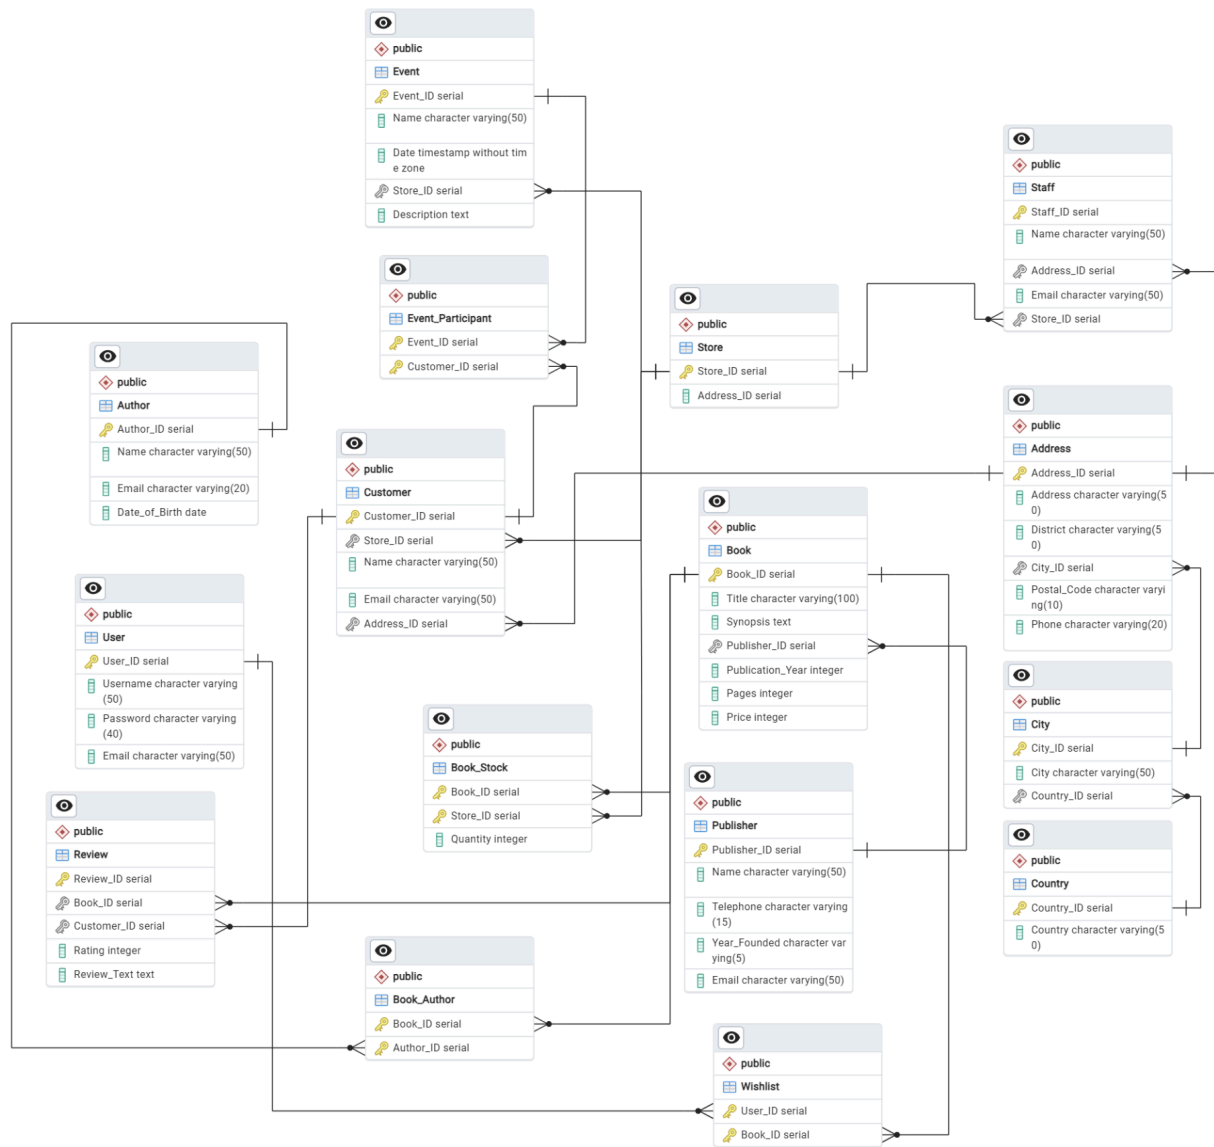 public
Event
Event_ID serial
Name character varying(50)
Date timestamp without tim
e zone
Store_ID serial
Description text
public
Event_Participant
Event_ID serial
Customer_ID serial
public
Author
Author_ID serial
Name character varying(50)
Email character varying(20)
Date_of_Birth date
public
Customer
Customer_ID serial
Store_ID serial
Name character varying(50)
Email character varying(50)
Address_ID serial
public
User
User_ID serial
Username character varying
(50)
Password character varying
(40)
Email character varying(50)
public
Review
Review_ID serial
Book_ID serial
Customer_ID serial
Rating integer
Review_Text text
public
Book_Stock
Book_ID serial
Store_ID serial
Quantity integer
public
Book_Author
Book_ID serial
Author_ID serial
public
Store
Store_ID serial
Address_ID serial
public
Book
Book_ID serial
Title character varying(100)
Synopsis text
Publisher_ID serial
Publication_Year integer
Pages integer
Price integer
public
Publisher
Publisher_ID serial
Name character varying(50)
Telephone character varying
(15)
Year_Founded character var
ying(5)
Email character varying(50)
public
Wishlist
User_ID serial
Book_ID serial
public
Staff
Staff_ID serial
Name character varying(50)
Address_ID serial
Email character varying(50)
Store_ID serial
public
Address
Address_ID serial
Address character varying(5
0)
District character varying(5
0)
City_ID serial
Postal_Code character varyi
ng(10)
Phone character varying(20)
public
City
City_ID serial
City character varying(50)
Country_ID serial
public
Country
Country_ID serial
Country character varying(5
0)